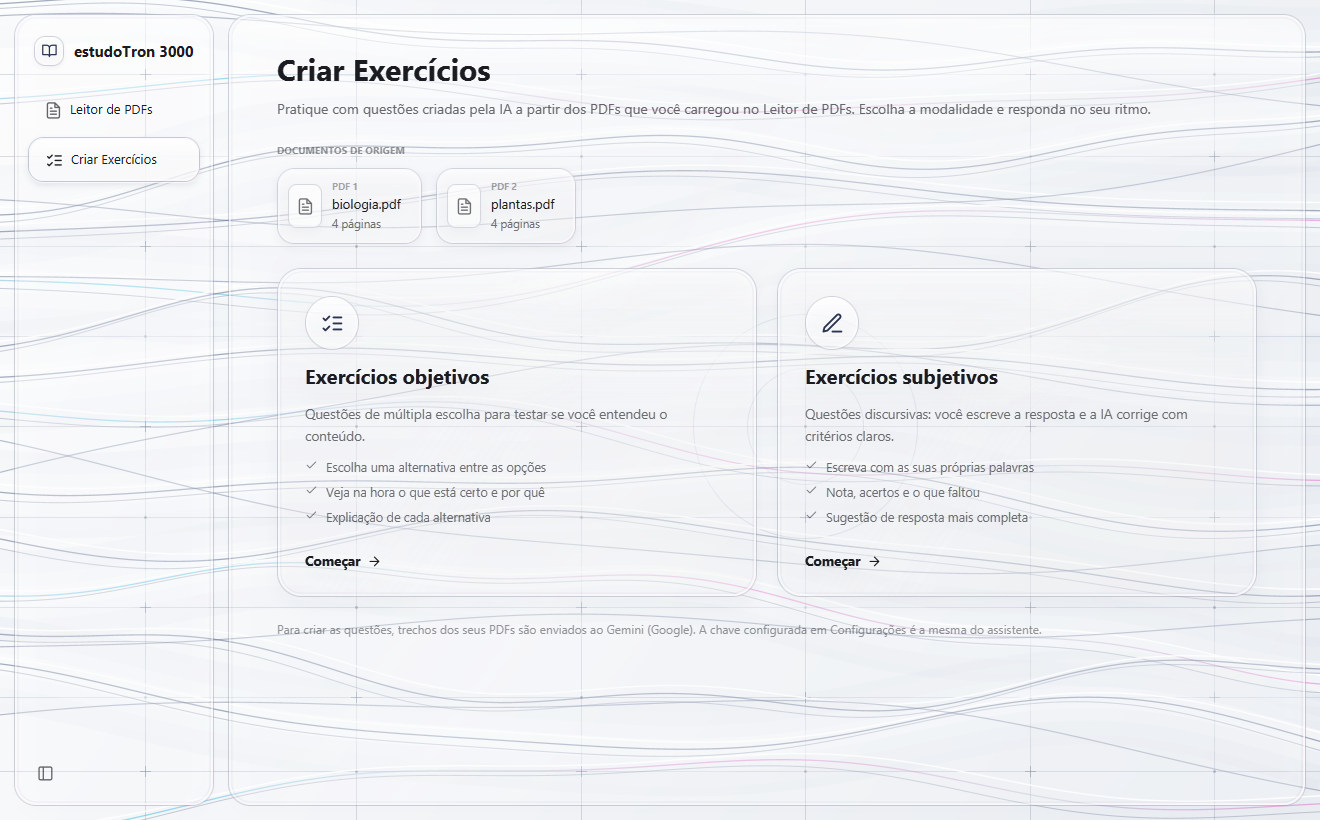 estudoTron 3000
Leitor de PDFs
Criar Exercícios
Criar Exercícios
Pratique com questões criadas pela IA a partir dos PDFs que você carregou no Leitor de PDFs. Escolha a modalidade e responda no seu ritmo.
DOCUMENTOS DE ORIGEM
PDF 1
biologia.pdf
4 páginas
PDF 2
plantas.pdf
4 páginas
Exercícios objetivos
Questões de múltipla escolha para testar se você entendeu o
conteúdo.
Escolha uma alternativa entre as opções
Veja na hora o que está certo e por quê
Explicação de cada alternativa
Começar
Exercícios subjetivos
Questões discursivas: você escreve a resposta e a IA corrige com
critérios claros.
Escreva com as suas próprias palavras
Nota, acertos e o que faltou
Sugestão de resposta mais completa
Começar
Para criar as questões, trechos dos seus PDFs são enviados ao Gemini (Google). A chave configurada em Configurações é a mesma do assistente.